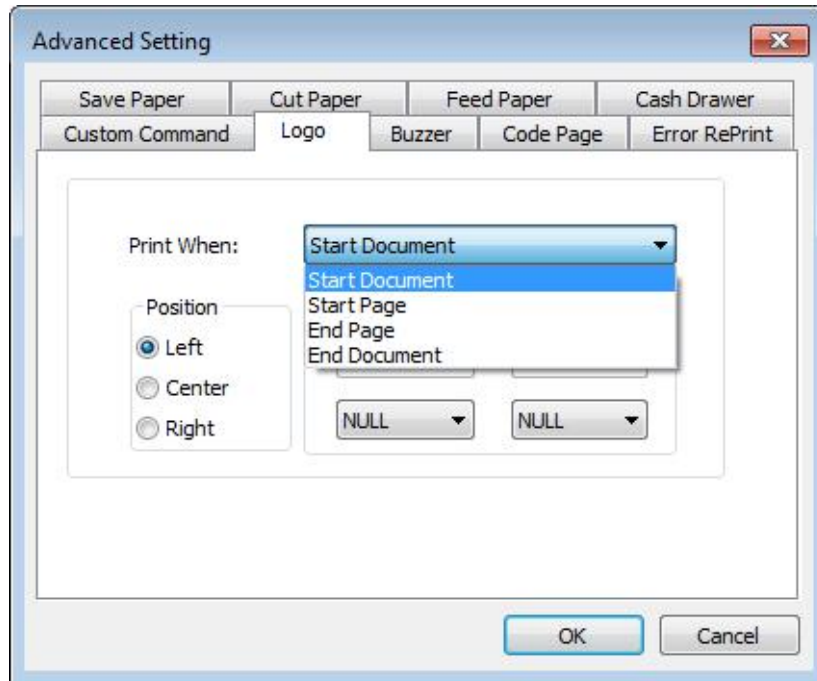 Advanced Setting
Save Paper Cut Paper Feed Paper Cash Drawer
Custom Command Logo Buzzer Code Page Error RePrint
Print When: Start Document
Start Document
Start Page
End Page
End Document
Position
Left
Center
Right
NULL NULL
OK Cancel